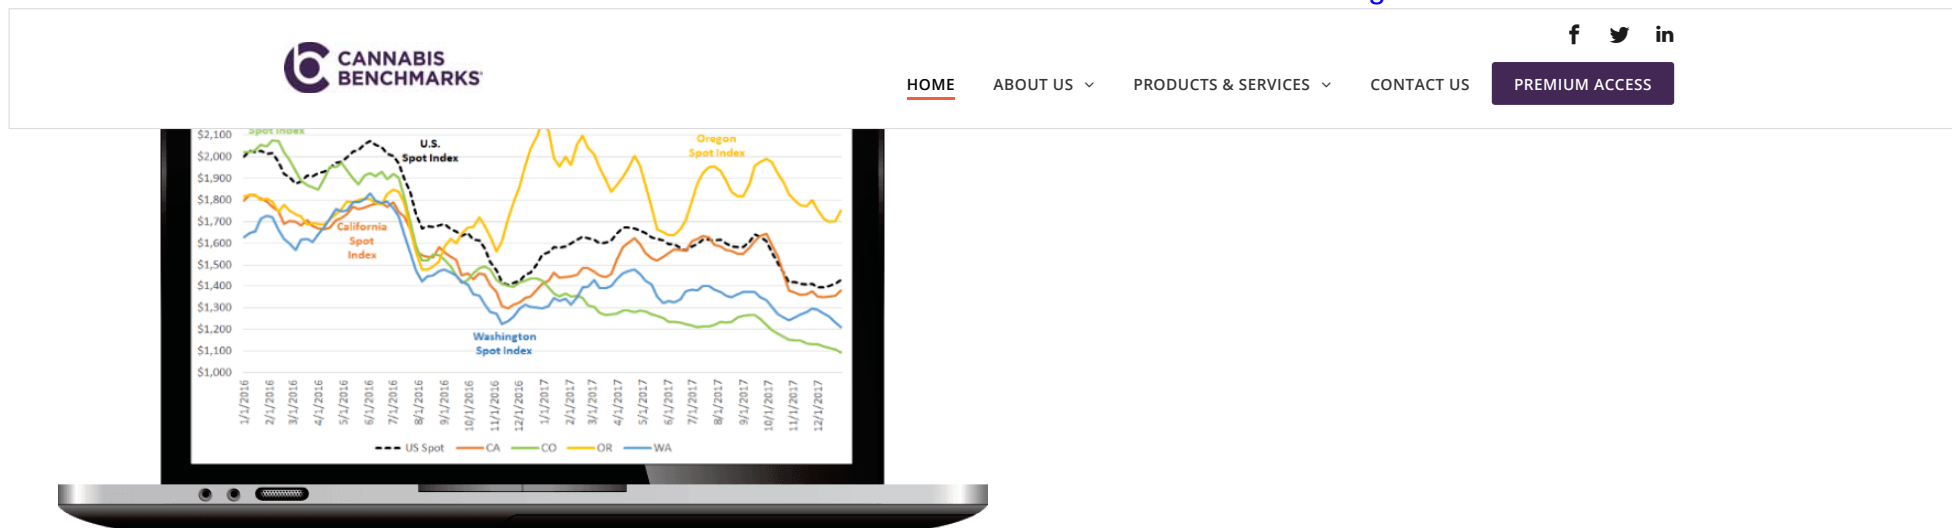 CANNABIS
BENCHMARKS
HOME ABOUT US PRODUCTS & SERVICES CONTACT US PREMIUM ACCESS
Spot Index
U.S.
Spot Index
Oregon
Spot Index
California
Spot
Index
Washington
Spot Index
$2,100
$2,000
$1,900
$1,800
$1,700
$1,600
$1,500
$1,400
$1,300
$1,200
$1,100
$1,000
1/1/2016
2/1/2016
3/1/2016
4/1/2016
5/1/2016
6/1/2016
7/1/2016
8/1/2016
9/1/2016
10/1/2016
11/1/2016
12/1/2016
1/1/2017
2/1/2017
3/1/2017
4/1/2017
5/1/2017
6/1/2017
7/1/2017
8/1/2017
9/1/2017
10/1/2017
11/1/2017
12/1/2017
US Spot CA CO OR WA